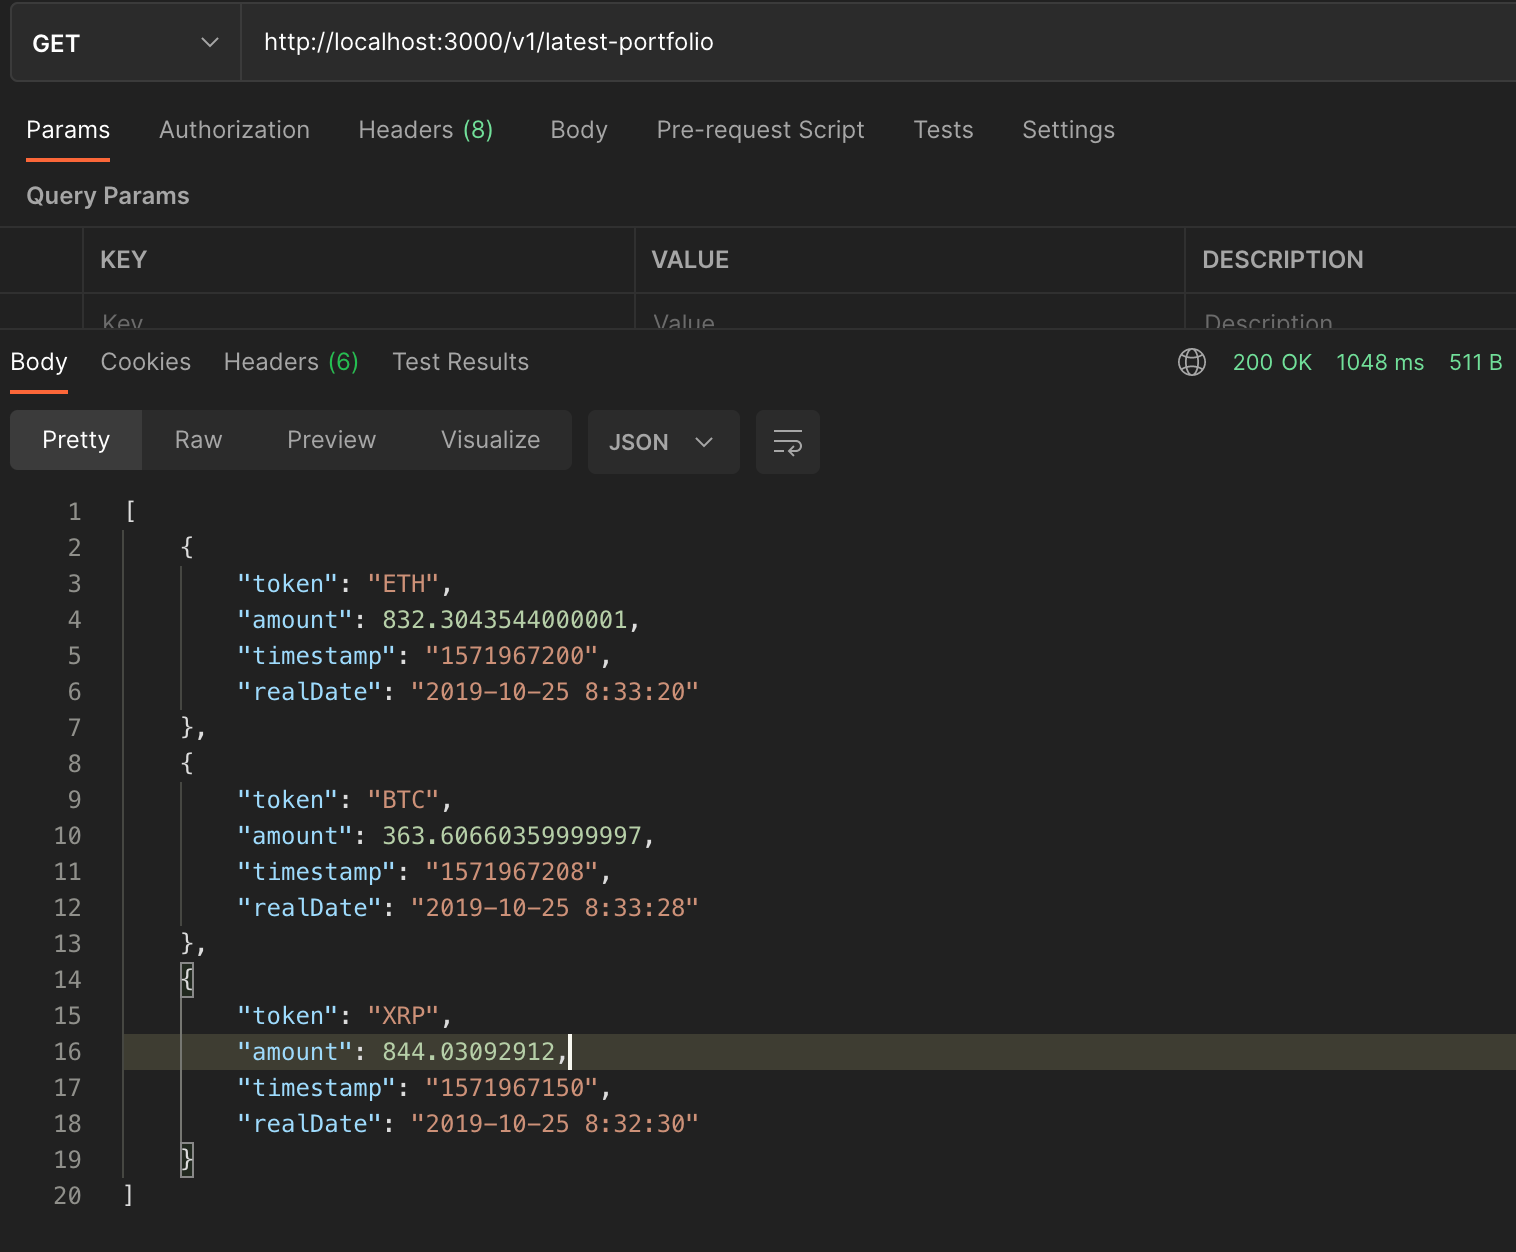 GET http://localhost:3000/v1/latest-portfolio
Params Authorization Headers (8) Body Pre-request Script Tests Settings
Query Params
KEY VALUE DESCRIPTION
Key Value Description
Body Cookies Headers (6) Test Results 200 OK 1048 ms 511 B
Pretty Raw Preview Visualize JSON
1 [
2 {
3 "token": "ETH",
4 "amount": 832.3043544000001,
5 "timestamp": "1571967200",
6 "realDate": "2019-10-25 8:33:20"
7 },
8 {
9 "token": "BTC",
10 "amount": 363.60660359999997,
11 "timestamp": "1571967208",
12 "realDate": "2019-10-25 8:33:28"
13 },
14 {
15 "token": "XRP",
16 "amount": 844.03092912,
17 "timestamp": "1571967150",
18 "realDate": "2019-10-25 8:32:30"
19 }
20 ]